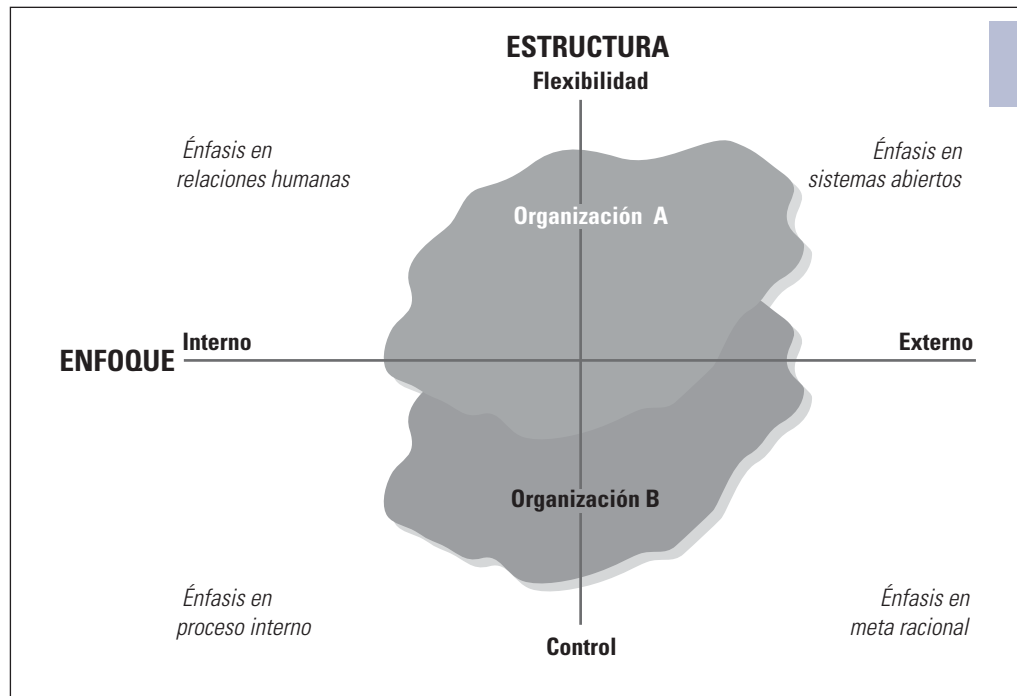 ESTRUCTURA
Flexibilidad
Énfasis en
relaciones humanas
Énfasis en
sistemas abiertos
Organización A
Interno
Externo
ENFOQUE
Organización B
Énfasis en
proceso interno
Énfasis en
meta racional
Control